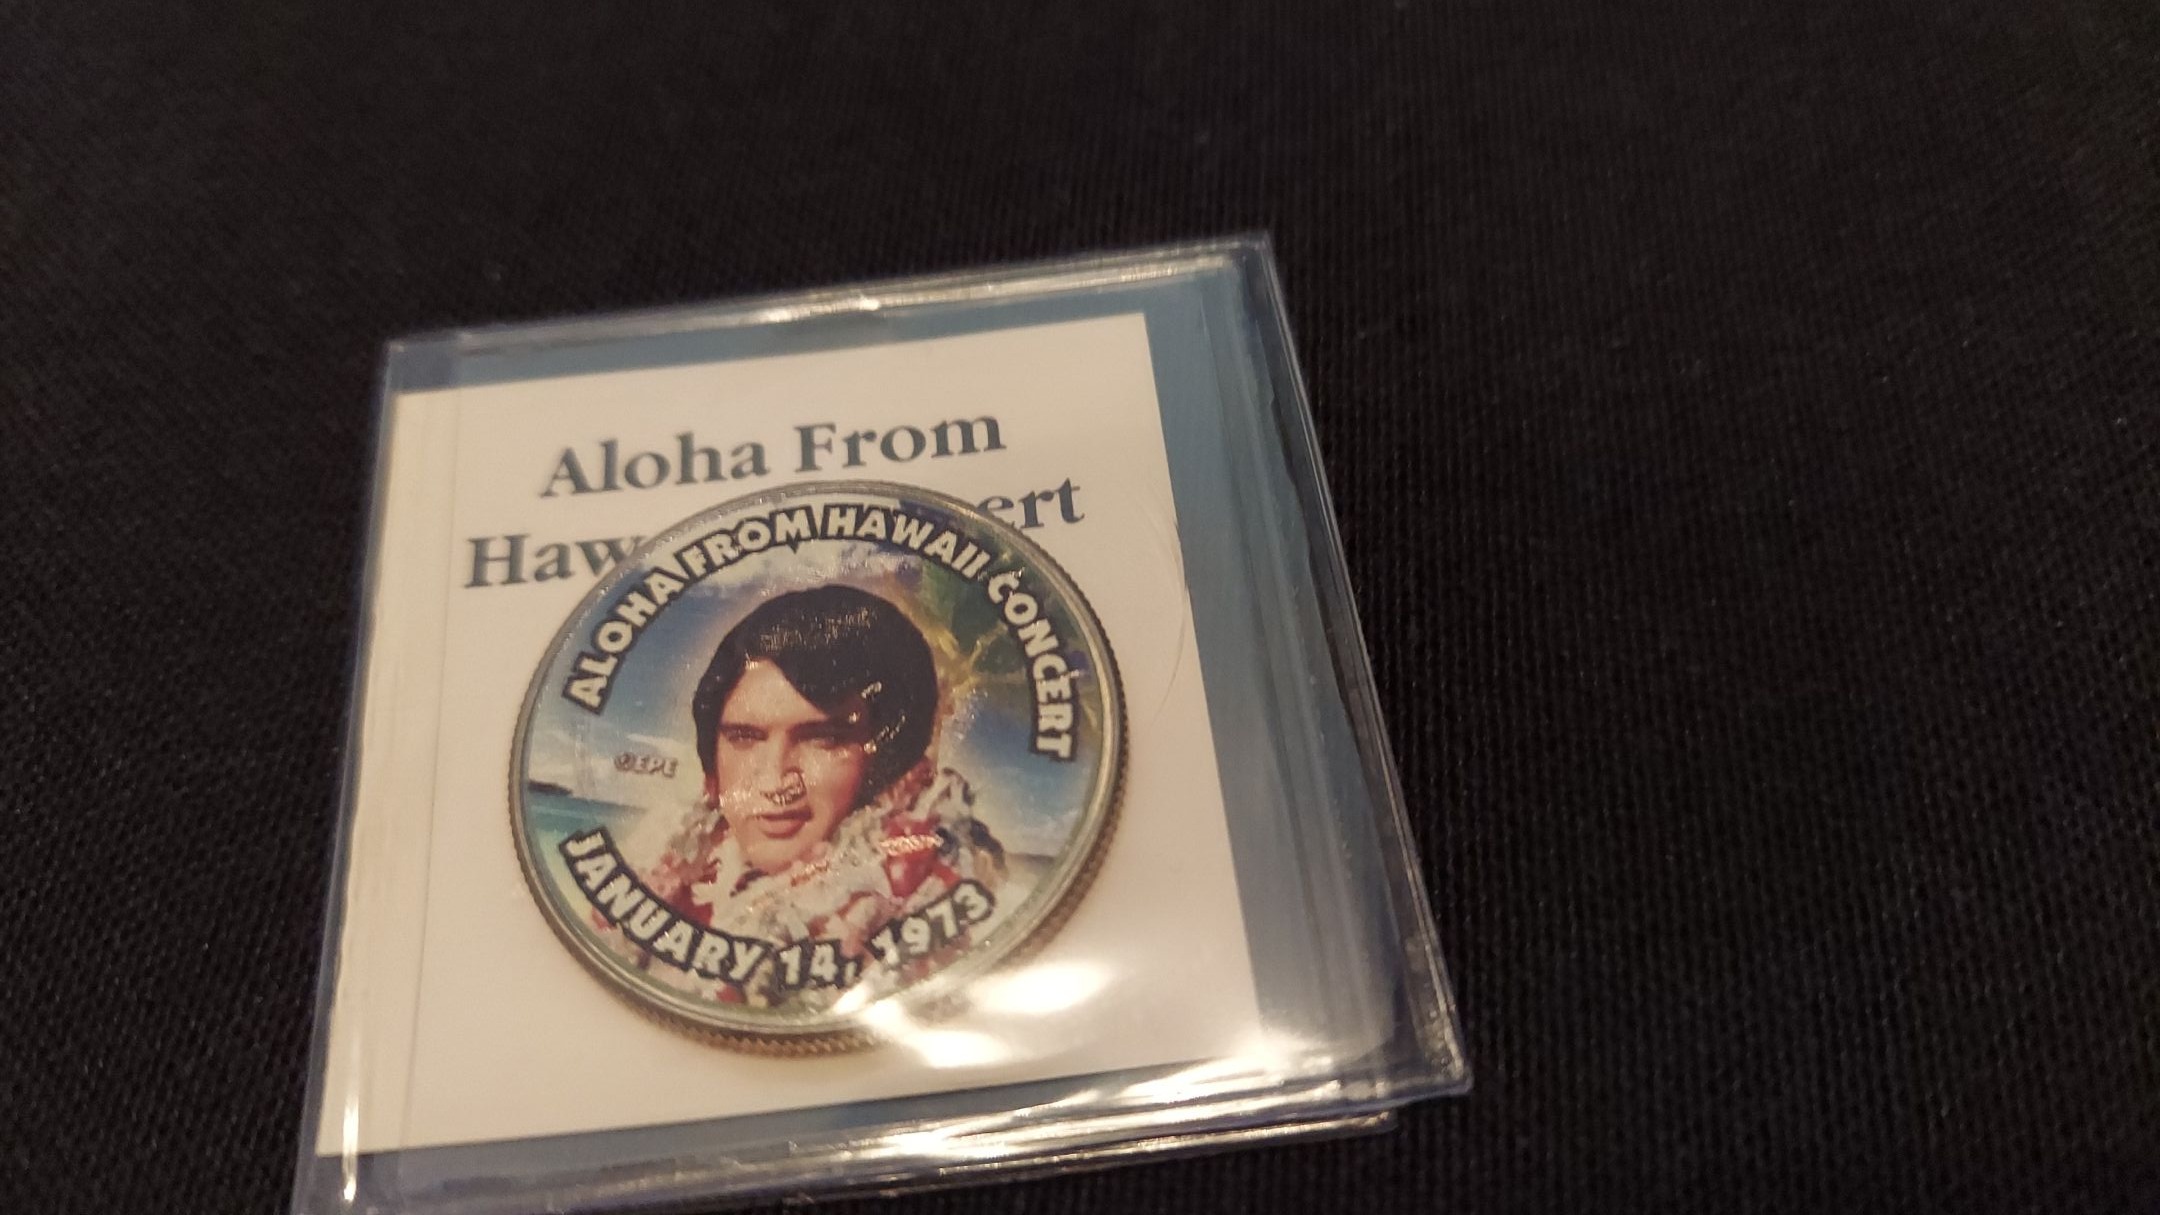 Aloha From
Haw ert
ALOHA FROM HAWAII CONCERT
©EPE
JANUARY 14, 1973